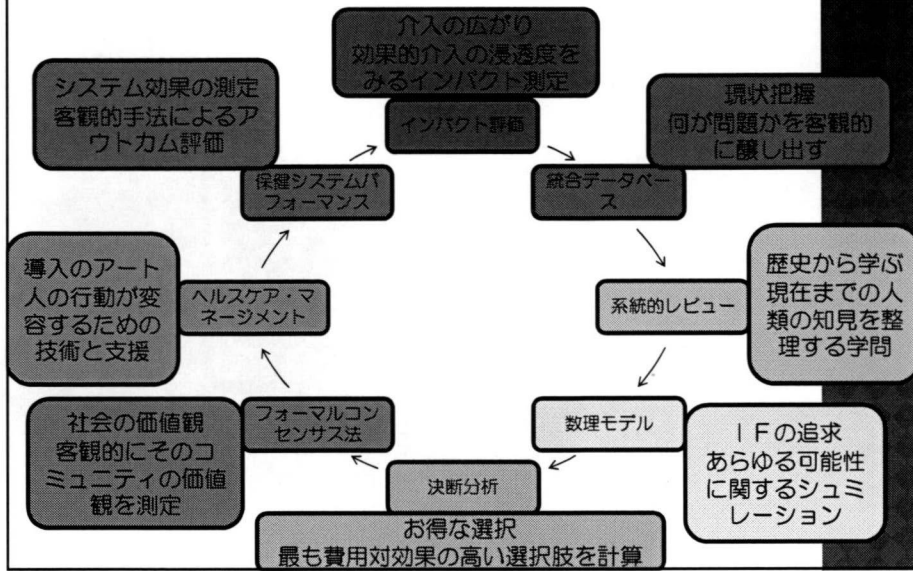 介入の広がり
効果的介入の浸透度を
みるインパクト測定
インパクト評価
現状把握
何が問題かを客観的
に醸し出す
統合データベー
ス
歴史から学ぶ
現在までの人
類の知見を整
理する学問
系統的レビュー
数理モデル
ＩＦの追求
あらゆる可能性
に関するシュミ
レーション
決断分析
お得な選択
最も費用対効果の高い選択肢を計算
フォーマルコン
センサス法
社会の価値観
客観的にそのコ
ミュニティの価値
観を測定
ヘルスケア・マ
ネージメント
導入のアート
人の行動が変
容するための
技術と支援
保健システムパ
フォーマンス
システム効果の測定
客観的手法によるア
ウトカム評価